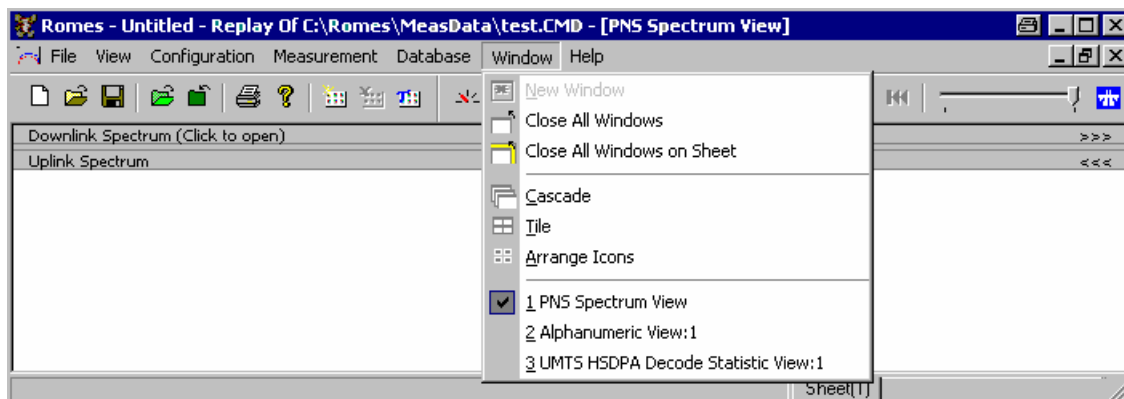 Romes - Untitled - Replay Of C:\Romes\MeasData\test.CMD - [PNS Spectrum View]
File View Configuration Measurement Database Window Help
New Window
Close All Windows
Close All Windows on Sheet
Cascade
Tile
Arrange Icons
1 PNS Spectrum View
2 Alphanumeric View:1
3 UMTS HSDPA Decode Statistic View:1
Downlink Spectrum (Click to open) >>>
Uplink Spectrum <<<
Sheet(1)